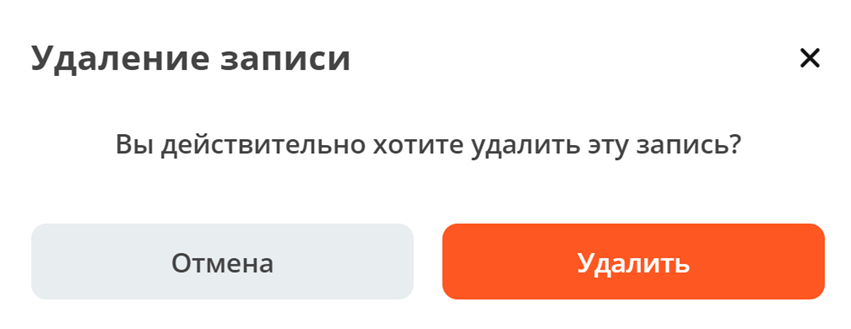 Удаление записи
Вы действительно хотите удалить эту запись?
Отмена
Удалить